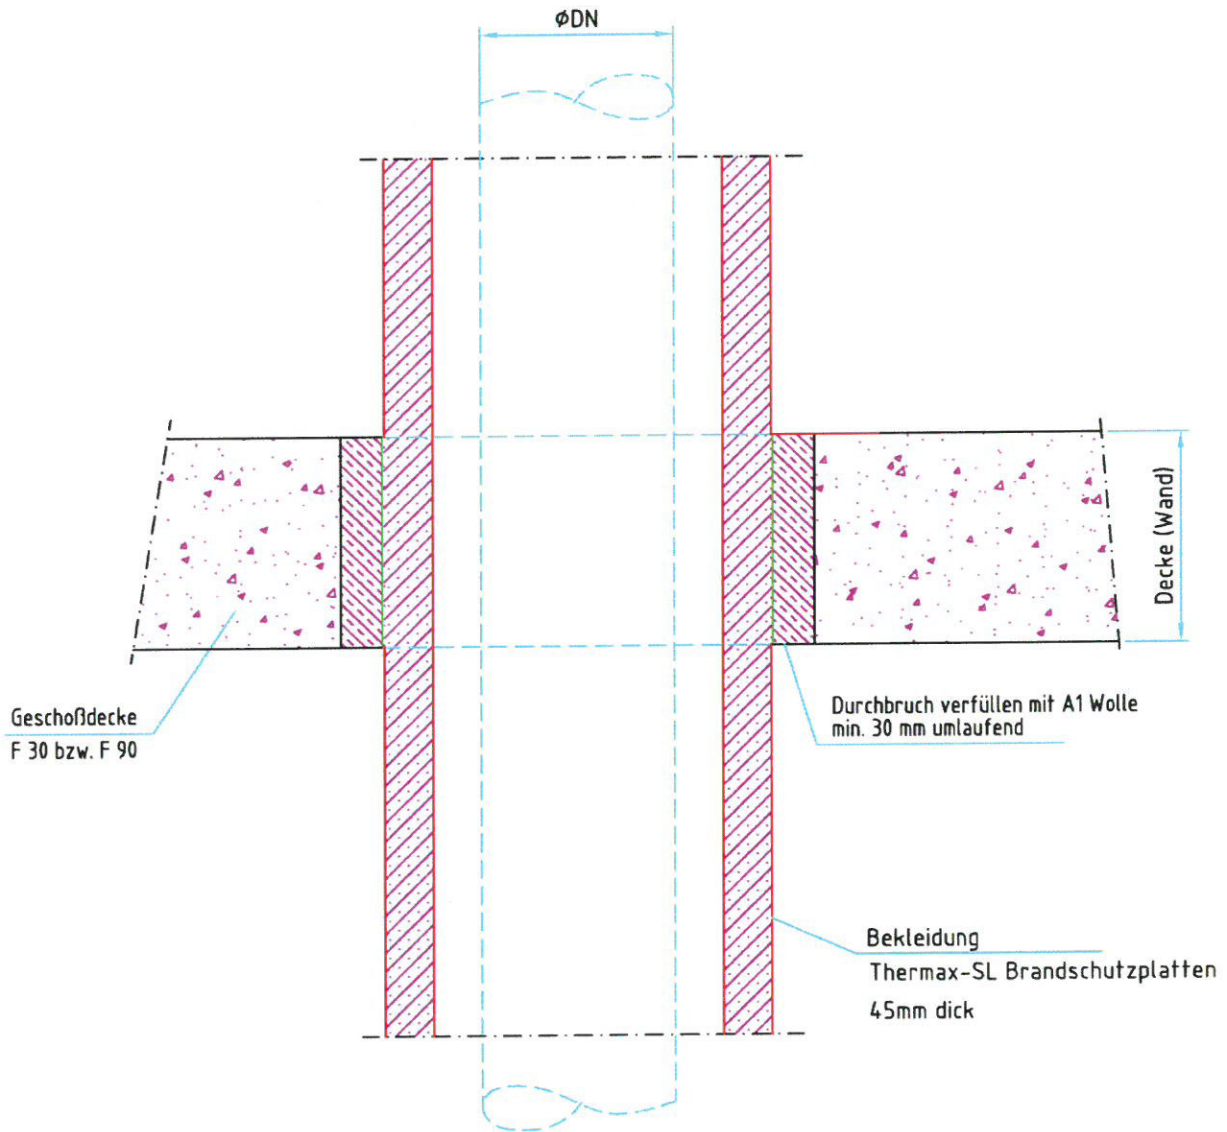 ϕDN
Decke (Wand)
Geschoßdecke
F 30 bzw. F 90
Durchbruch verfüllen mit A1 Wolle
min. 30 mm umlaufend
Bekleidung
Thermax-SL Brandschutzplatten
45mm dick